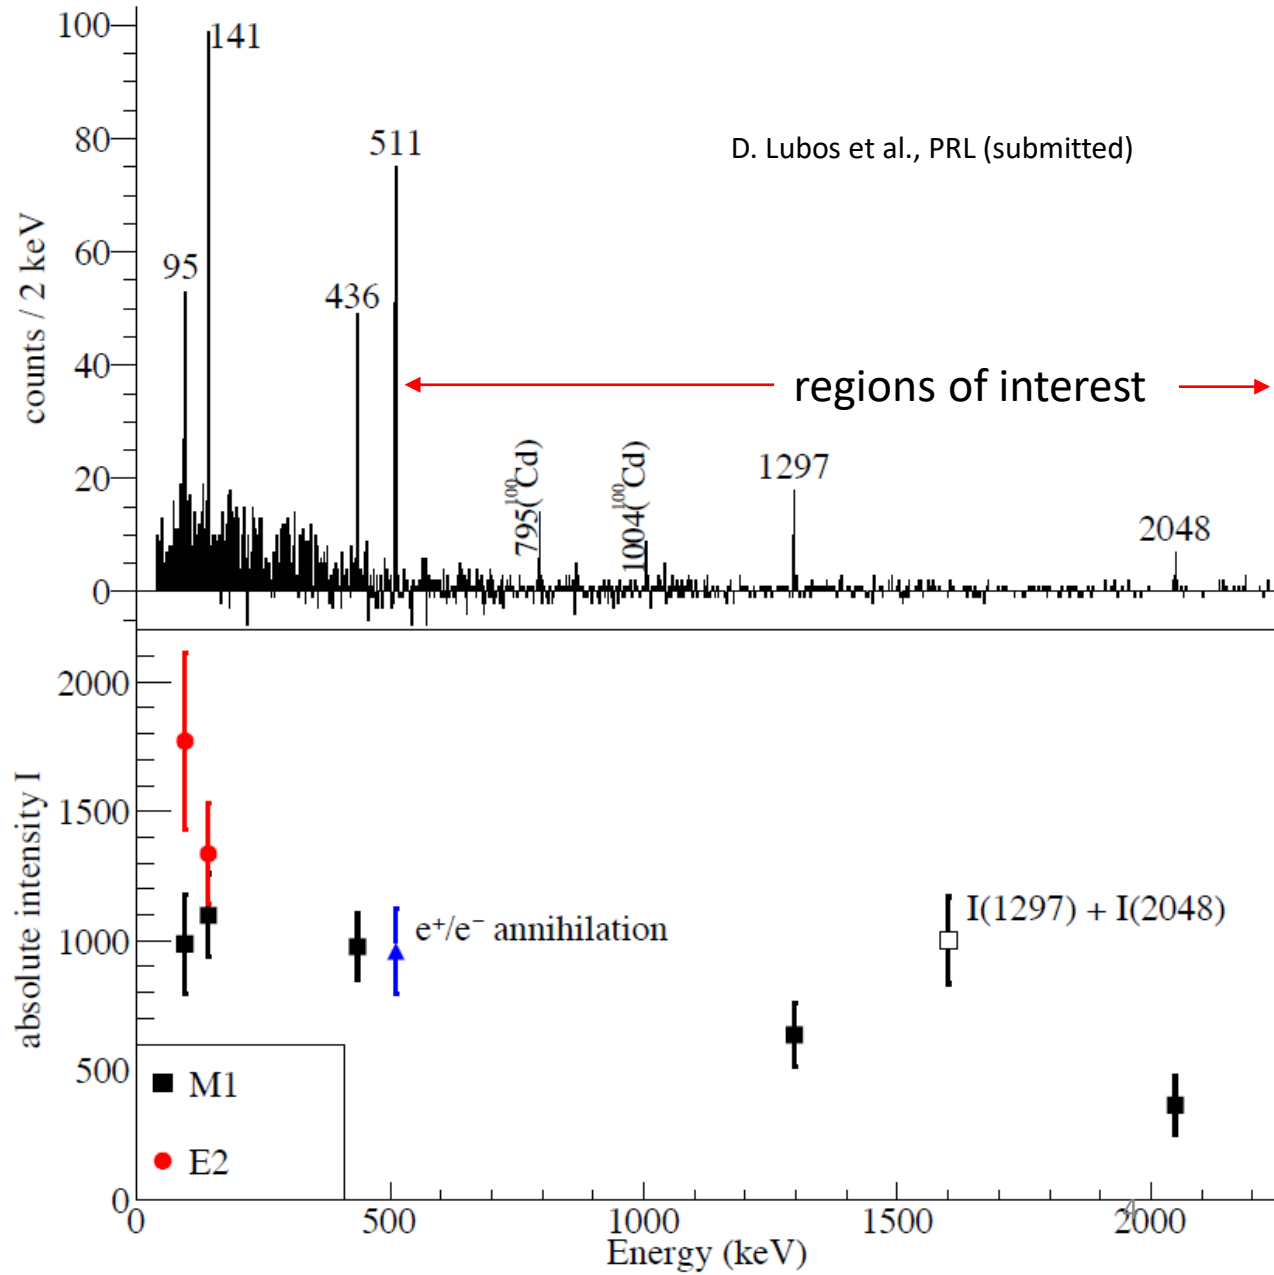 100
141
80
511
D. Lubos et al., PRL (submitted)
counts / 2 keV
60
95
436
40
regions of interest
795(¹⁰⁰Cd)
1004(¹⁰⁰Cd)
1297
20
2048
0
2000
absolute intensity I
1500
I(1297) + I(2048)
e⁺/e⁻ annihilation
1000
500
M1
E2
0
0 500 1000 1500 2000
4
Energy (keV)